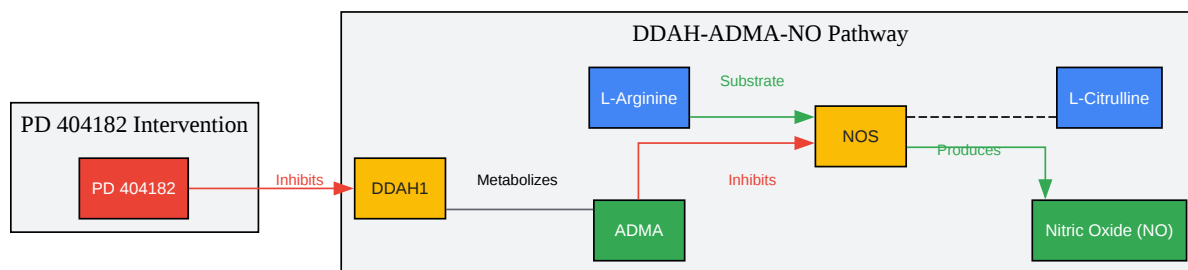 DDAH-ADMA-NO Pathway
L-Arginine
Substrate
L-Citrulline
PD 404182 Intervention
NOS
Produces
PD 404182
Inhibits
DDAH1
Metabolizes
Inhibits
ADMA
Nitric Oxide (NO)